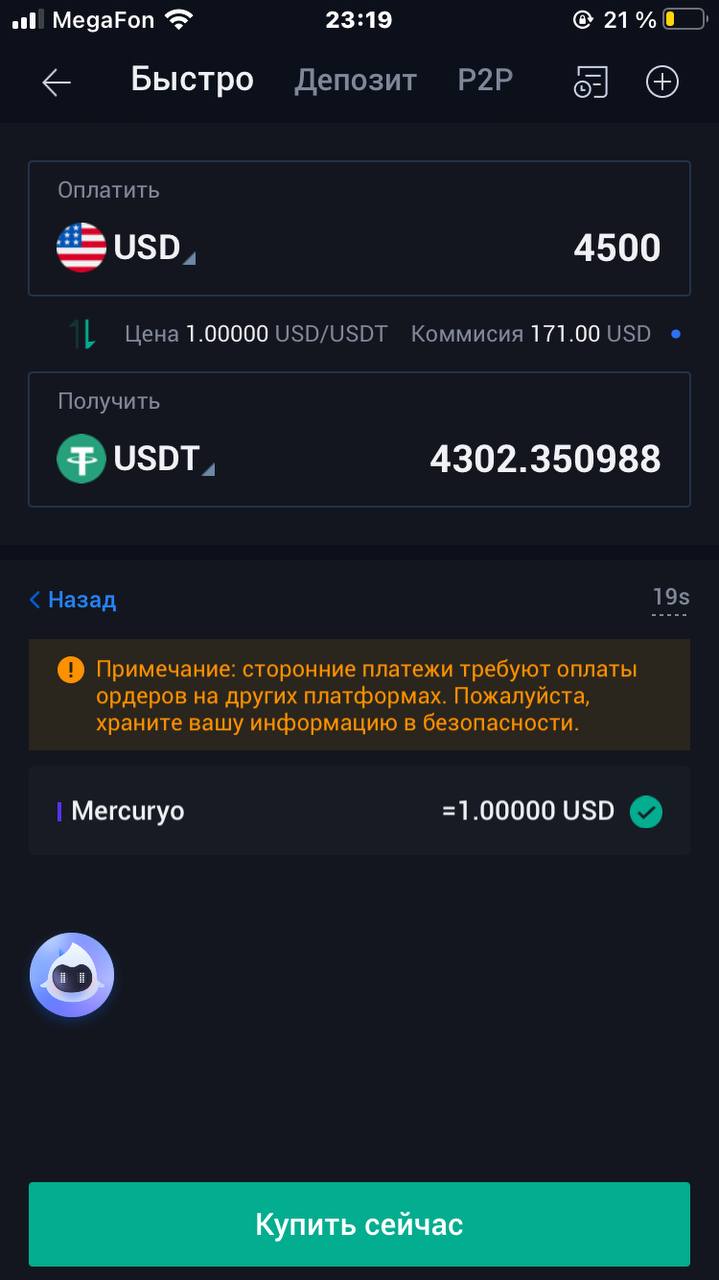 MegaFon 23:19 21 %
Быстро Депозит P2P
Оплатить
USD 4500
Цена 1.00000 USD/USDT Коммисия 171.00 USD
Получить
USDT 4302.350988
Назад 19s
Примечание: сторонние платежи требуют оплаты
ордеров на других платформах. Пожалуйста,
храните вашу информацию в безопасности.
Mercuryo =1.00000 USD
Купить сейчас